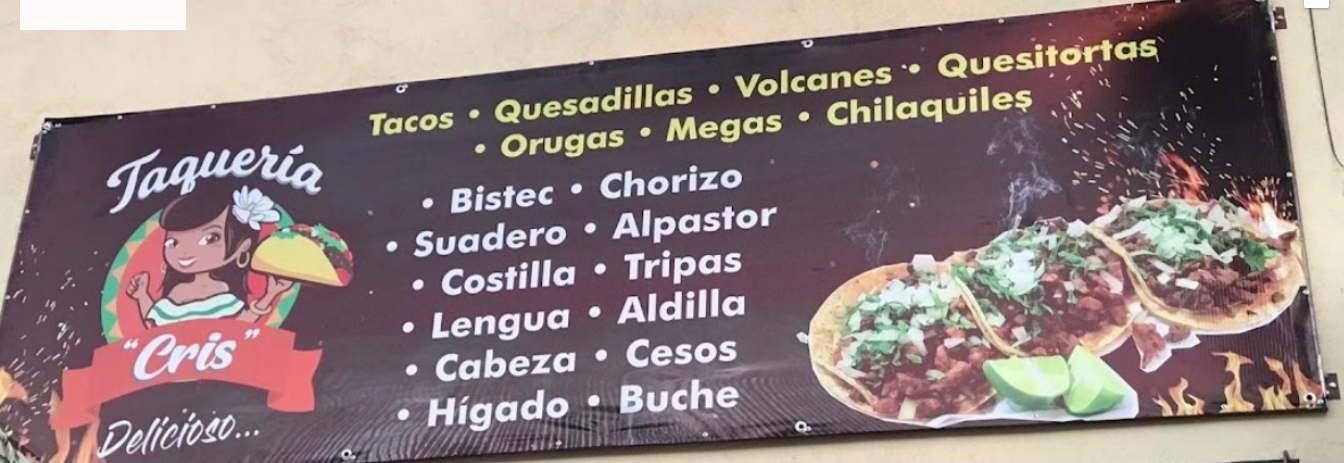 Taquería
"Cris"
Delicioso...
Tacos • Quesadillas • Volcanes • Quesitortas
• Orugas • Megas • Chilaquiles
• Bistec • Chorizo
• Suadero • Alpastor
• Costilla • Tripas
• Lengua • Aldilla
• Cabeza • Cesos
• Hígado • Buche